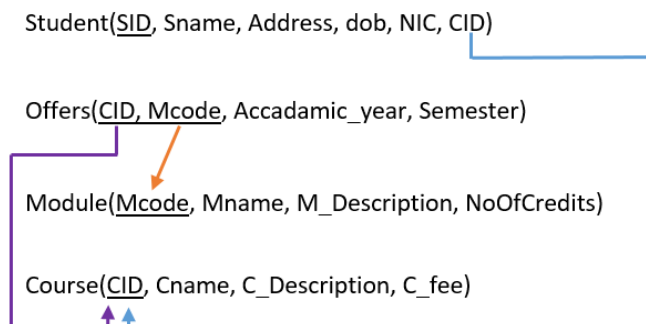 Student(SID, Sname, Address, dob, NIC, CID)
Offers(CID, Mcode, Accadamic_year, Semester)
Module(Mcode, Mname, M_Description, NoOfCredits)
Course(CID, Cname, C_Description, C_fee)